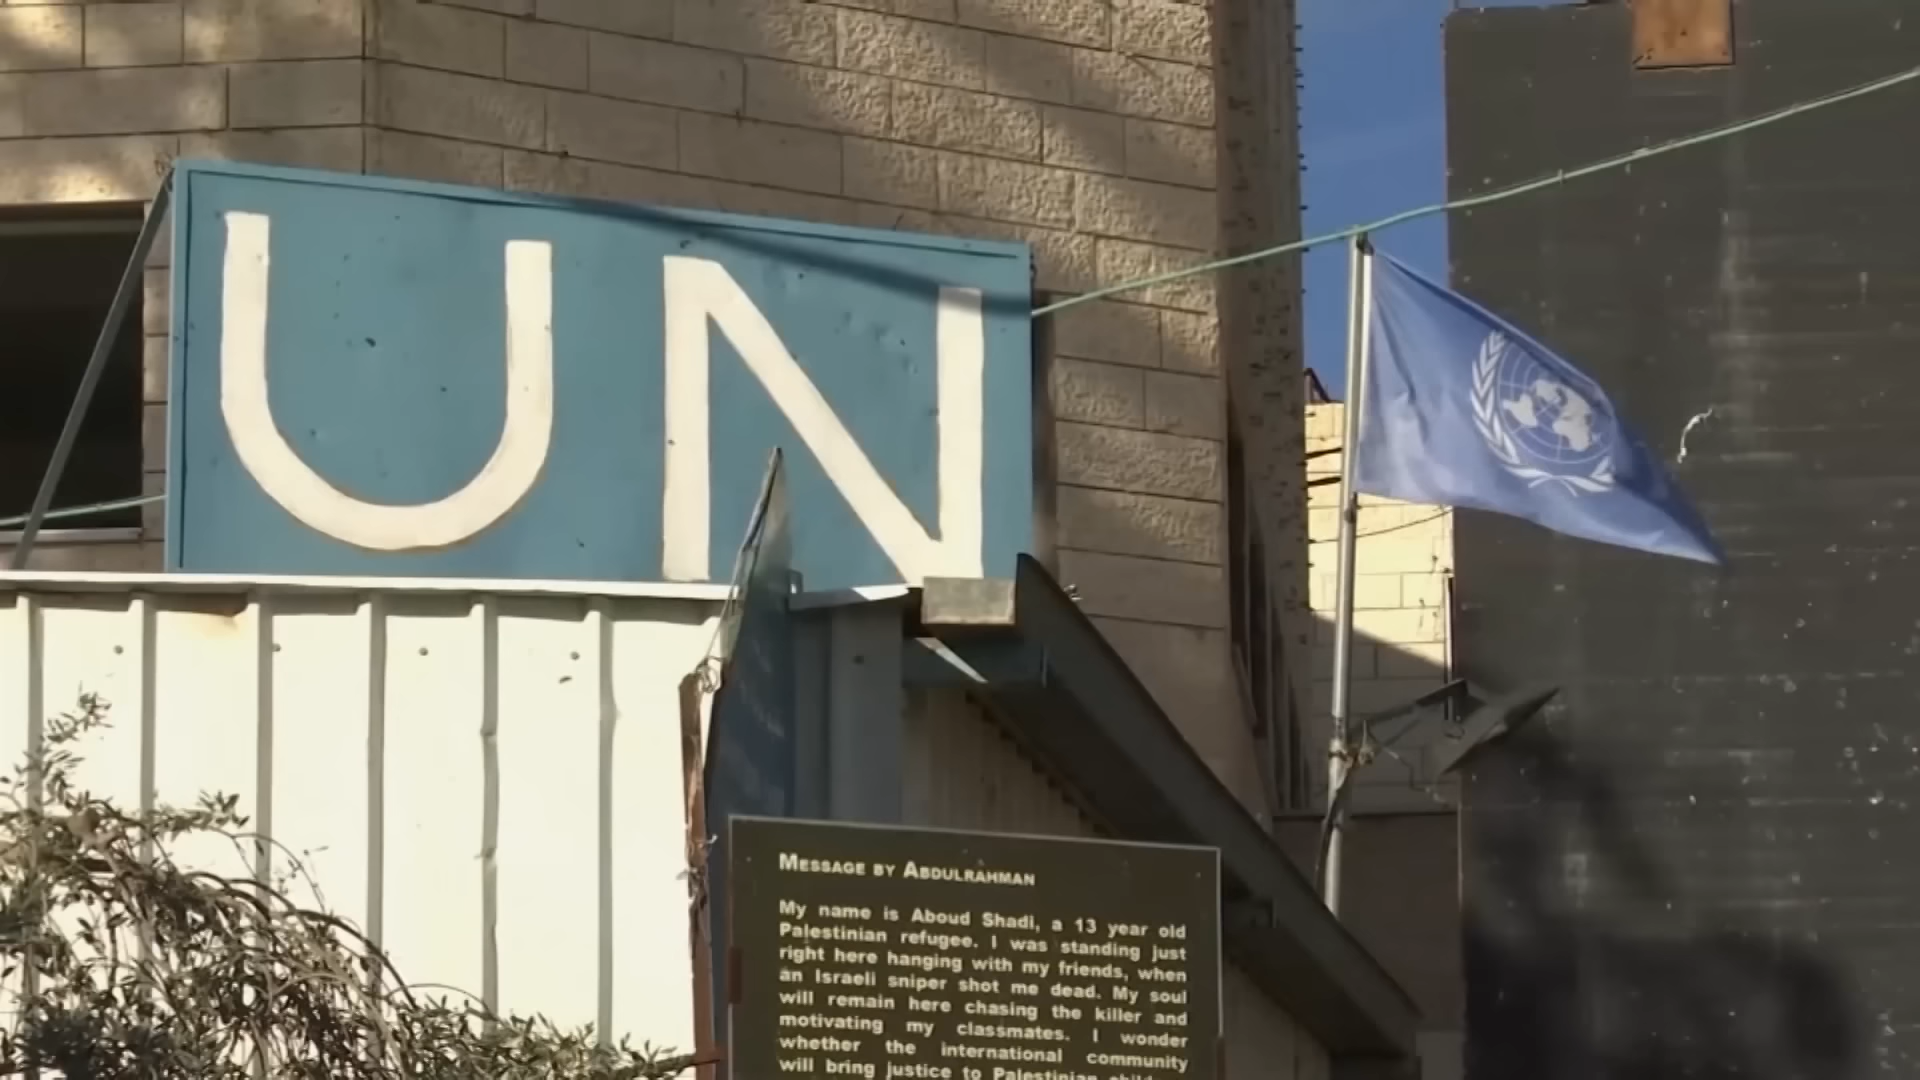 UN
MESSAGE BY ABDULRAHMAN
My name is Aboud Shadi, a 13 year old
Palestinian refugee. I was standing just
right here hanging with my friends, when
an Israeli sniper shot me dead. My soul
will remain here chasing the killer and
motivating my classmates. I wonder
whether the international community
will bring justice to Palestinian